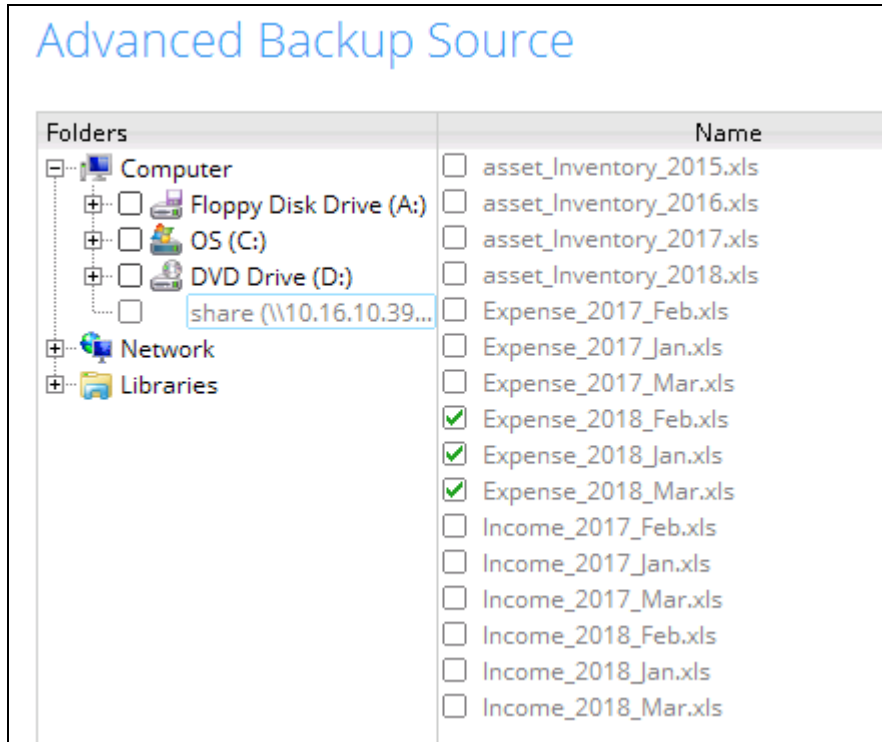 Advanced Backup Source
Folders
Name
Computer
Floppy Disk Drive (A:)
OS (C:)
DVD Drive (D:)
share (\\10.16.10.39...
Network
Libraries
asset_Inventory_2015.xls
asset_Inventory_2016.xls
asset_Inventory_2017.xls
asset_Inventory_2018.xls
Expense_2017_Feb.xls
Expense_2017_Jan.xls
Expense_2017_Mar.xls
Expense_2018_Feb.xls
Expense_2018_Jan.xls
Expense_2018_Mar.xls
Income_2017_Feb.xls
Income_2017_Jan.xls
Income_2017_Mar.xls
Income_2018_Feb.xls
Income_2018_Jan.xls
Income_2018_Mar.xls